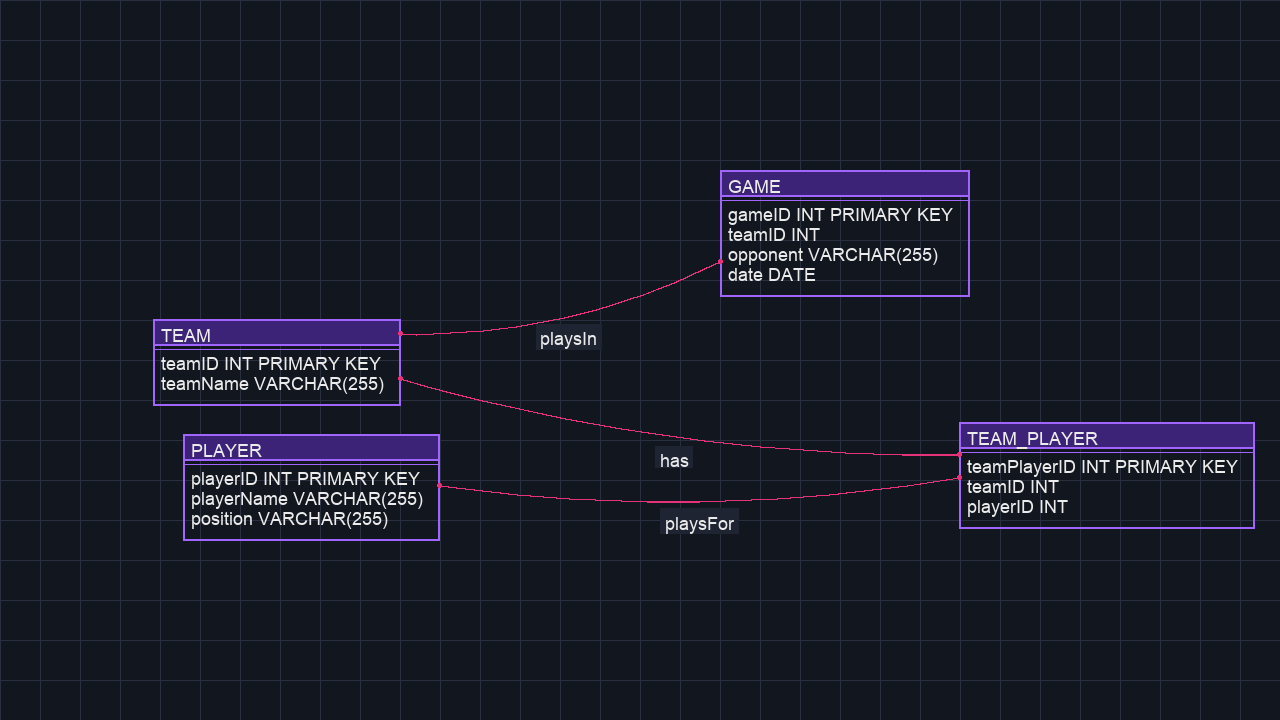 GAME
gameID INT PRIMARY KEY
teamID INT
opponent VARCHAR(255)
date DATE
playsIn
TEAM
teamID INT PRIMARY KEY
teamName VARCHAR(255)
PLAYER
playerID INT PRIMARY KEY
playerName VARCHAR(255)
position VARCHAR(255)
has
playsFor
TEAM_PLAYER
teamPlayerID INT PRIMARY KEY
teamID INT
playerID INT